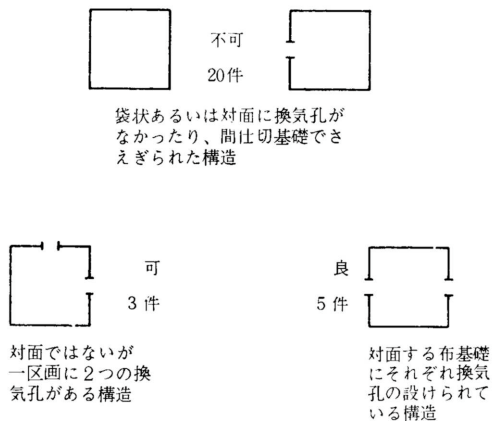 不可
20件
袋状あるいは対面に換気孔が
なかったり、間仕切基礎でさ
えぎられた構造
可
3件
対面ではないが
一区画に2つの換
気孔がある構造
良
5件
対面する布基礎
にそれぞれ換気
孔の設けられて
いる構造